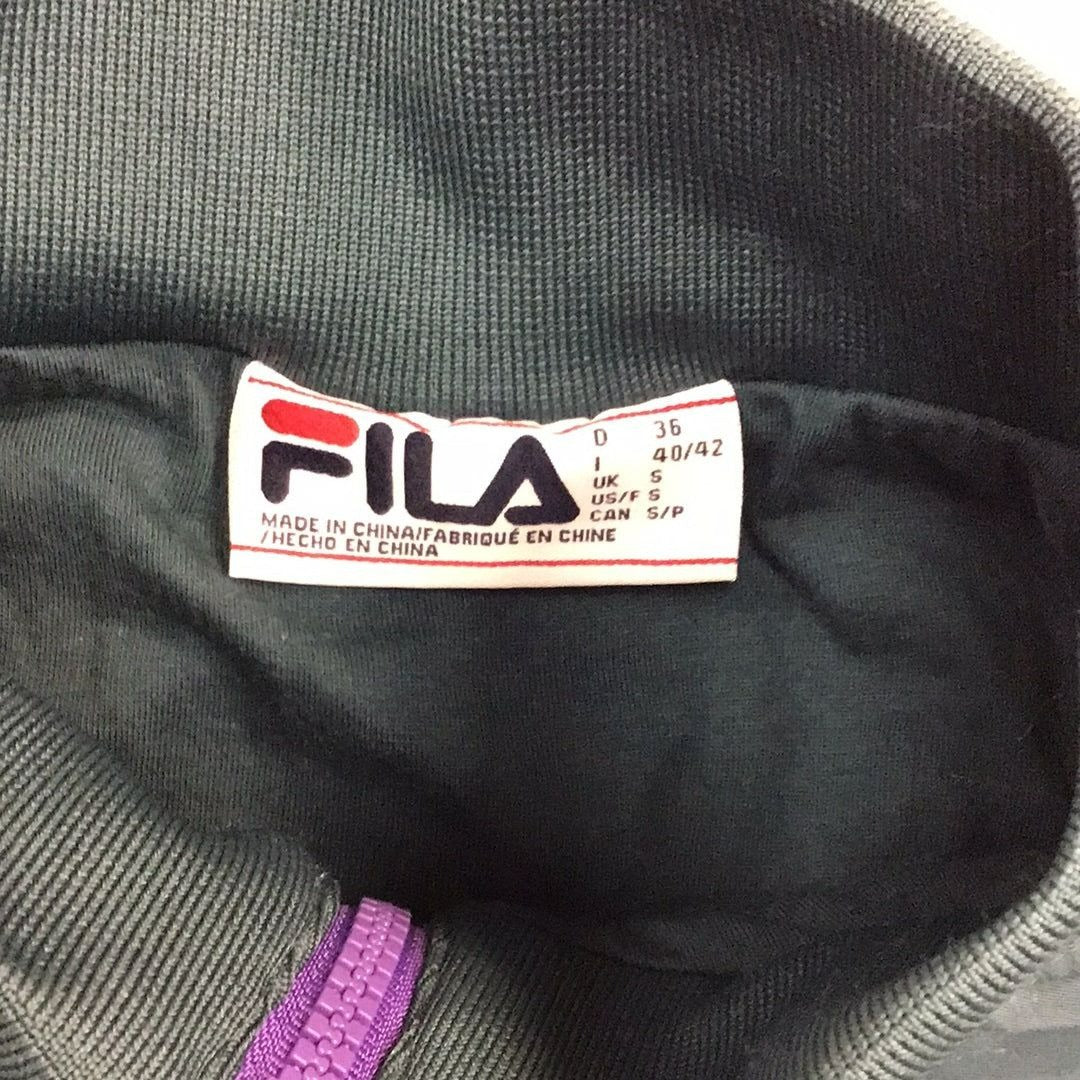 FILA
D 36
I 40/42
UK S
US/F S
CAN S/P
MADE IN CHINA/FABRIQUÉ EN CHINE
/HECHO EN CHINA